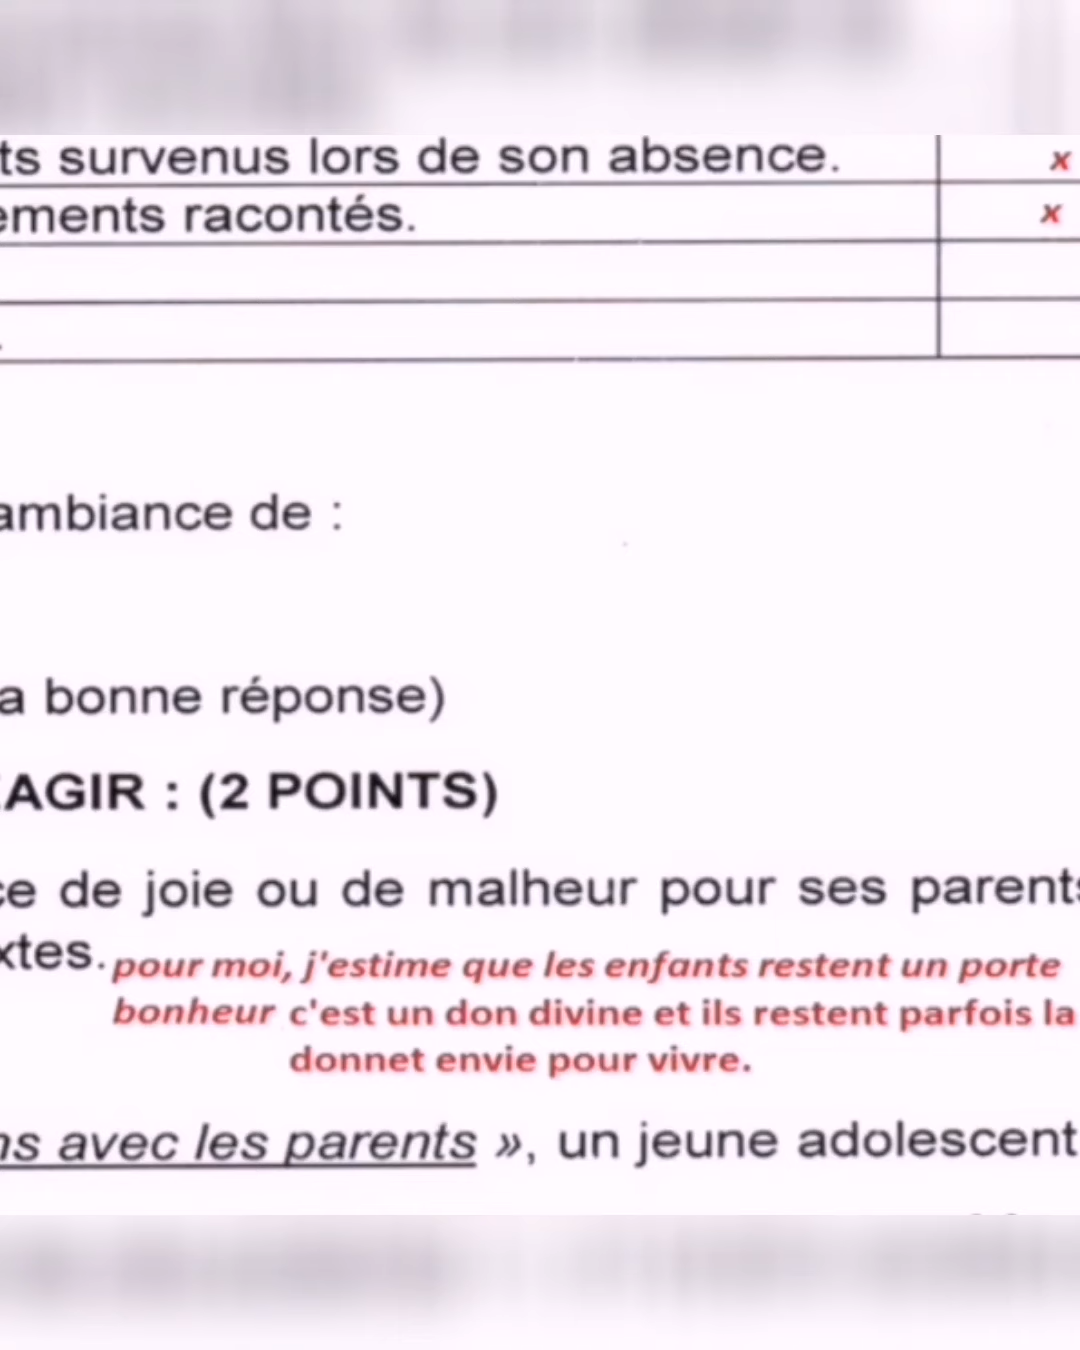 ts survenus lors de son absence.
x
ements racontés.
x
.
ambiance de :
a bonne réponse)
AGIR : (2 POINTS)
ce de joie ou de malheur pour ses parents
xtes.
pour moi, j'estime que les enfants restent un porte
bonheur c'est un don divine et ils restent parfois la
donnet envie pour vivre.
ns avec les parents », un jeune adolescent